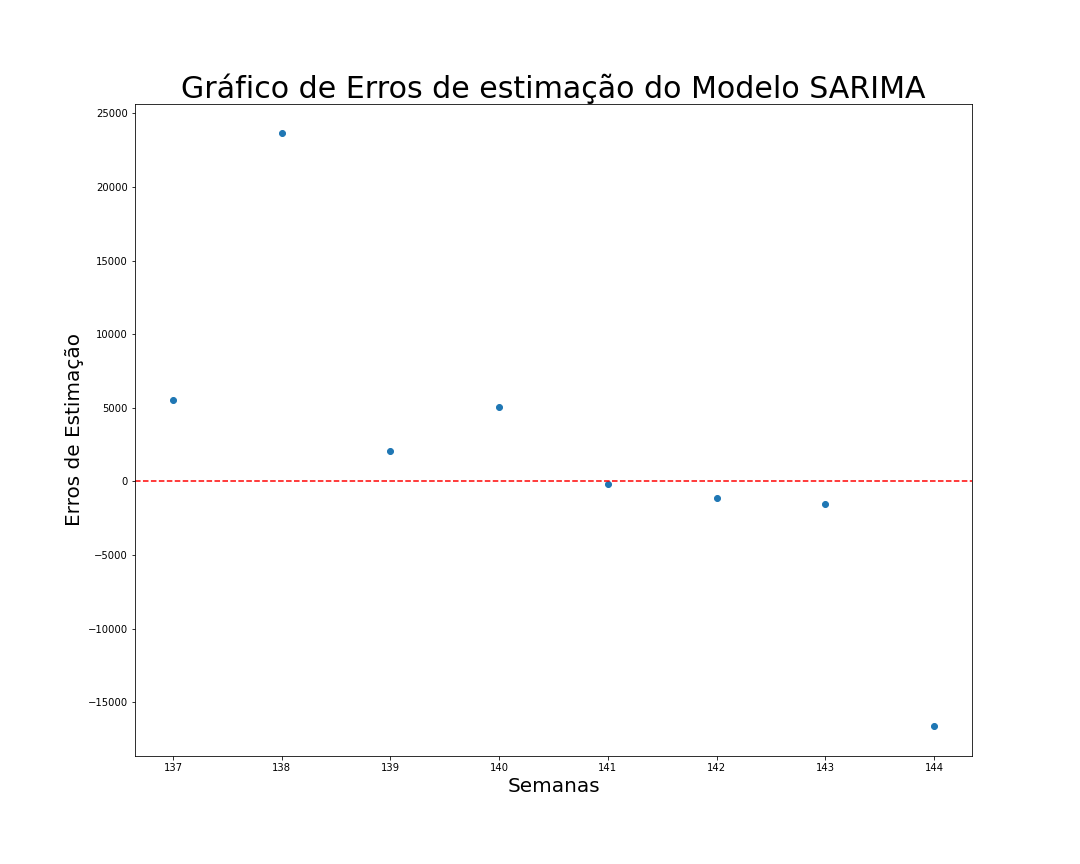 Gráfico de Erros de estimação do Modelo SARIMA
25000
20000
15000
10000
5000
0
−5000
−10000
−15000
Erros de Estimação
137 138 139 140 141 142 143 144
Semanas